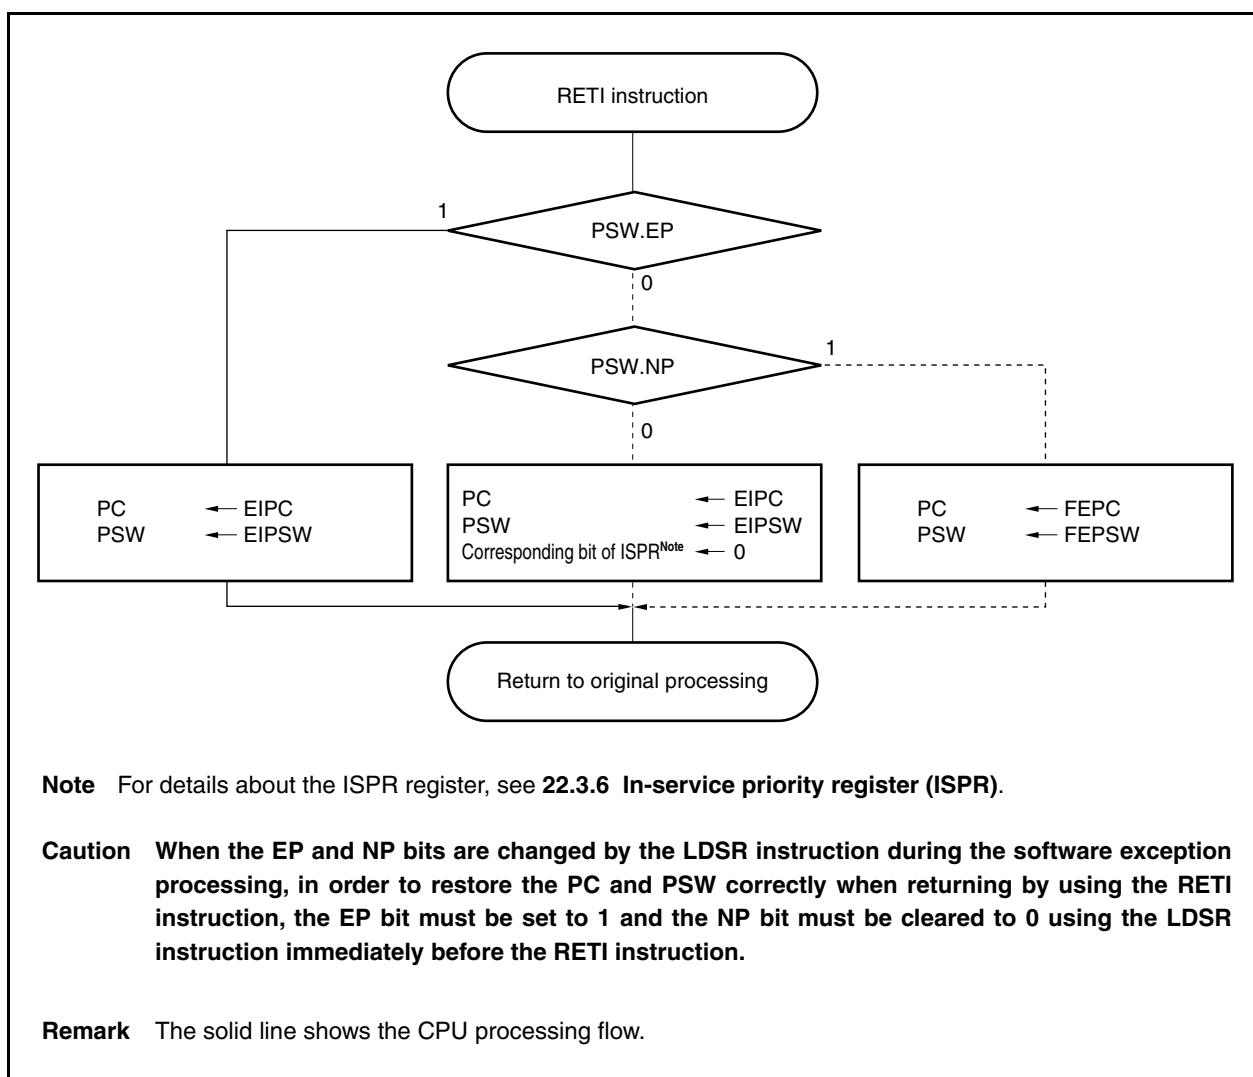 RETI instruction
1
PSW.EP
0
1
PSW.NP
0
PC ← EIPC
PSW ← EIPSW
PC ← EIPC
PSW ← EIPSW
Corresponding bit of ISPRNote ← 0
PC ← FEPC
PSW ← FEPSW
Return to original processing
Note For details about the ISPR register, see 22.3.6 In-service priority register (ISPR).
Caution When the EP and NP bits are changed by the LDSR instruction during the software exception
processing, in order to restore the PC and PSW correctly when returning by using the RETI
instruction, the EP bit must be set to 1 and the NP bit must be cleared to 0 using the LDSR
instruction immediately before the RETI instruction.
Remark The solid line shows the CPU processing flow.